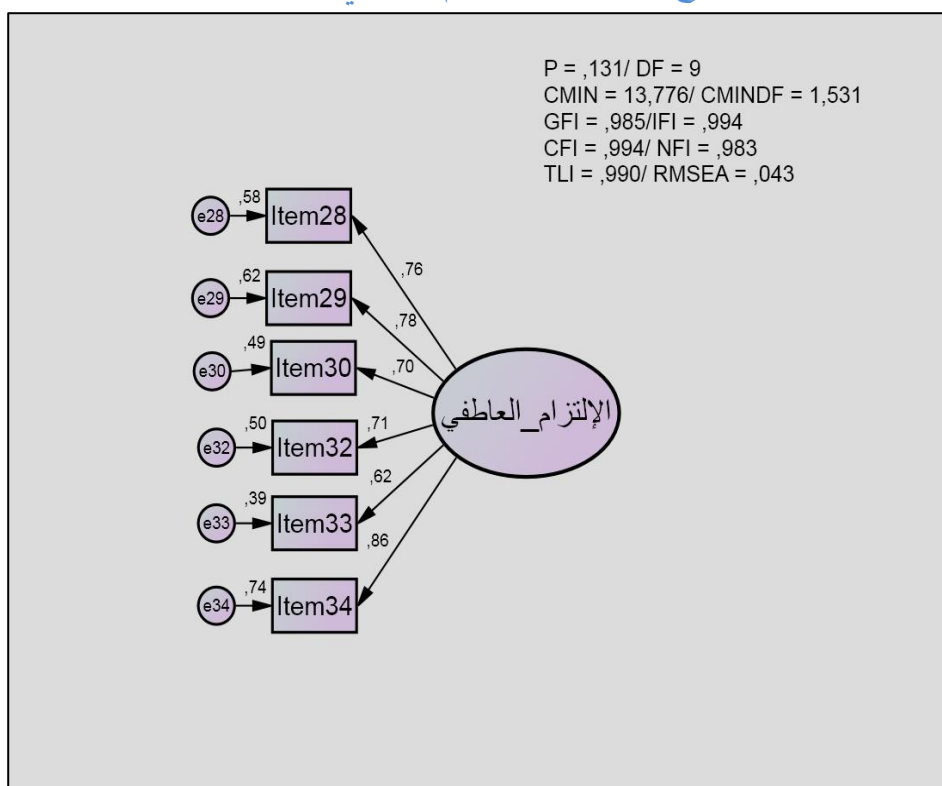 P = ,131/ DF = 9
CMIN = 13,776/ CMINDF = 1,531
GFI = ,985/IFI = ,994
CFI = ,994/ NFI = ,983
TLI = ,990/ RMSEA = ,043
e28 ,58 Item28 ,76
e29 ,62 Item29 ,78
e30 ,49 Item30 ,70
الإلتزام_العاطفي
e32 ,50 Item32 ,71
e33 ,39 Item33 ,62
e34 ,74 Item34 ,86